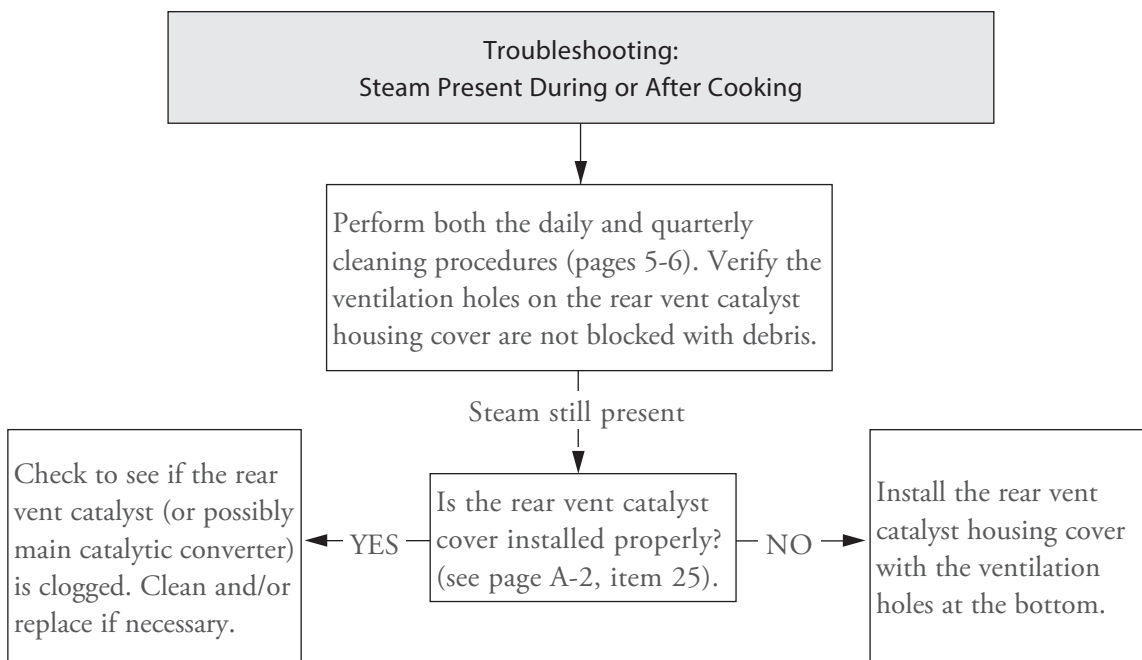 Troubleshooting:
Steam Present During or After Cooking
Perform both the daily and quarterly
cleaning procedures (pages 5-6). Verify the
ventilation holes on the rear vent catalyst
housing cover are not blocked with debris.
Steam still present
Check to see if the rear
vent catalyst (or possibly
main catalytic converter)
is clogged. Clean and/or
replace if necessary.
YES
Is the rear vent catalyst
cover installed properly?
(see page A-2, item 25).
NO
Install the rear vent
catalyst housing cover
with the ventilation
holes at the bottom.